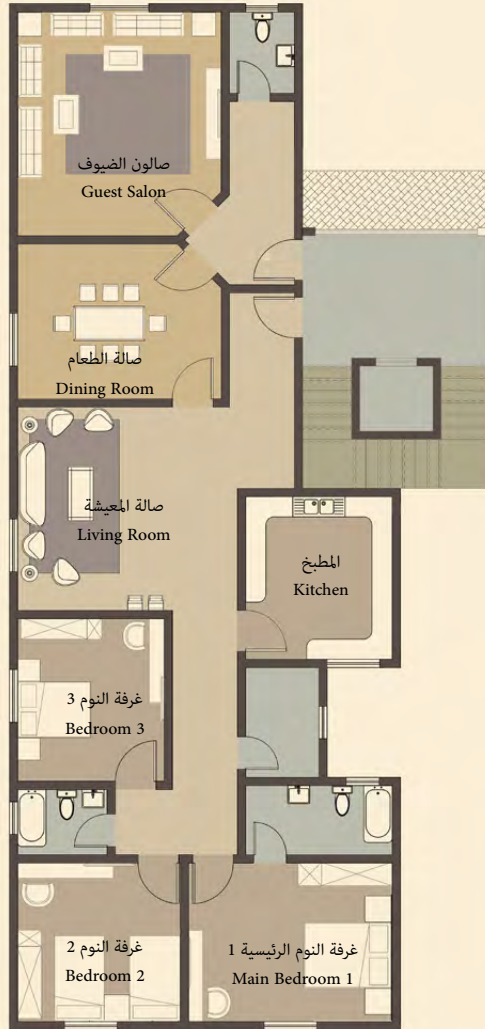 صالون الضيوف
Guest Salon
صالة الطعام
Dining Room
صالة المعيشة
Living Room
المطبخ
Kitchen
غرفة النوم 3
Bedroom 3
غرفة النوم 2
Bedroom 2
غرفة النوم الرئيسية 1
Main Bedroom 1